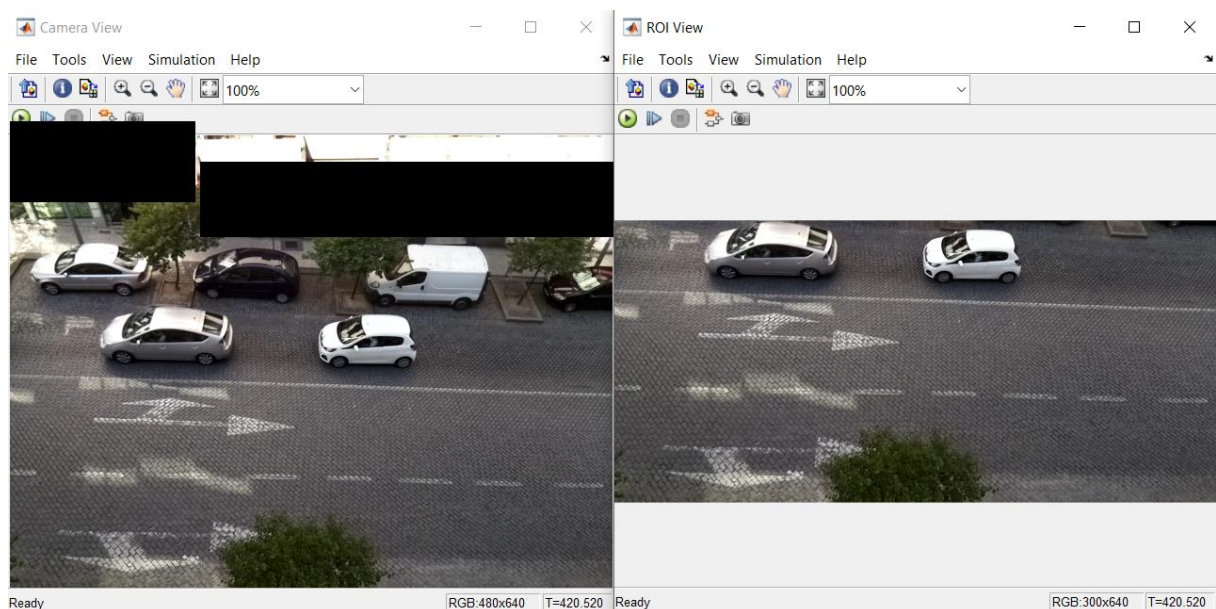 Camera View
File Tools View Simulation Help
100%
Ready
RGB:480x640
T=420.520
ROI View
File Tools View Simulation Help
100%
Ready
RGB:300x640
T=420.520